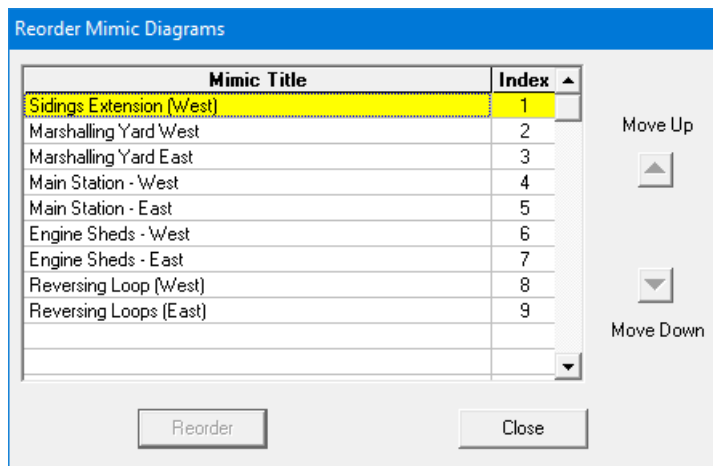 Reorder Mimic Diagrams
Mimic Title Index
Sidings Extension (West) 1
Marshalling Yard West 2
Marshalling Yard East 3
Main Station - West 4
Main Station - East 5
Engine Sheds - West 6
Engine Sheds - East 7
Reversing Loop (West) 8
Reversing Loops (East) 9
Move Up
Move Down
Reorder
Close